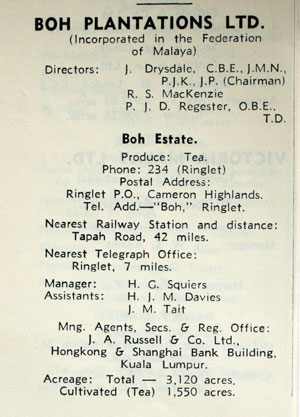 BOH PLANTATIONS LTD.
(Incorporated in the Federation
of Malaya)
Directors: J. Drysdale, C.B.E., J.M.N.,
P.J.K., J.P. (Chairman)
R. S. MacKenzie
P. J. D. Regester, O.B.E.,
T.D.
Boh Estate.
Produce: Tea.
Phone: 234 (Ringlet)
Postal Address:
Ringlet P.O., Cameron Highlands.
Tel. Add.—"Boh," Ringlet.
Nearest Railway Station and distance:
Tapah Road, 42 miles.
Nearest Telegraph Office:
Ringlet, 7 miles.
Manager: H. G. Squiers
Assistants: H. J. M. Davies
J. M. Tait
Mng. Agents, Secs. & Reg. Office:
J. A. Russell & Co. Ltd.,
Hongkong & Shanghai Bank Building,
Kuala Lumpur.
Acreage: Total — 3,120 acres,
Cultivated (Tea) 1,550 acres.